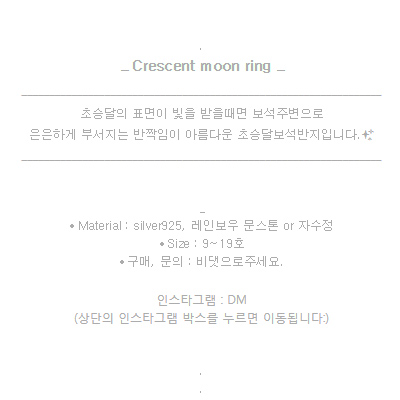 _ Crescent moon ring _
초승달의 표면이 빛을 받을때면 보석주변으로
은은하게 부서지는 반짝임이 아름다운 초승달보석반지입니다.✨
• Material : silver925, 레인보우 문스톤 or 자수정
• Size : 9~19호
• 구매, 문의 : 비댓으로주세요.
인스타그램 : DM
(상단의 인스타그램 박스를 누르면 이동됩니다:)